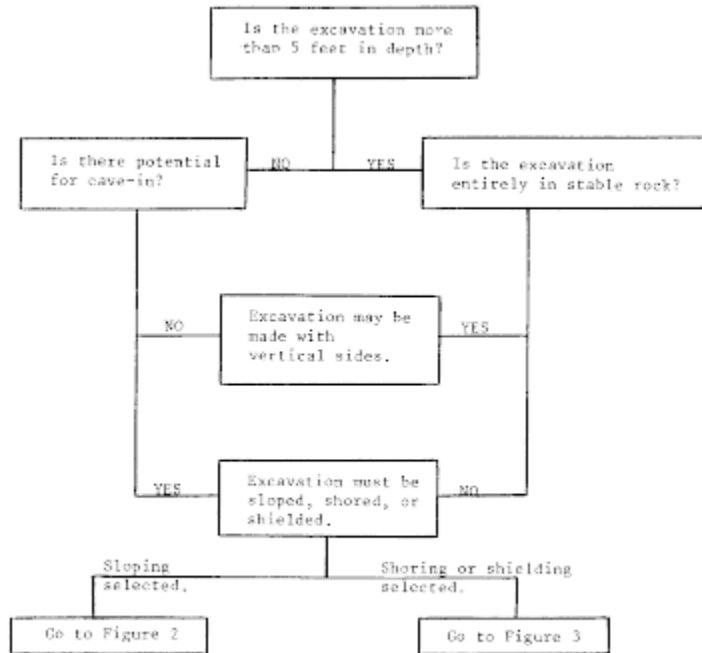 Is the excavation more
than 5 feet in depth?
Is there potential
for cave-in?
NO
YES
Is the excavation
entirely in stable rock?
NO
Excavation may be
made with
vertical sides.
YES
YES
Excavation must be
sloped, shored, or
shielded.
NO
Sloping
selected.
Shoring or shielding
selected.
Go to Figure 2
Go to Figure 3